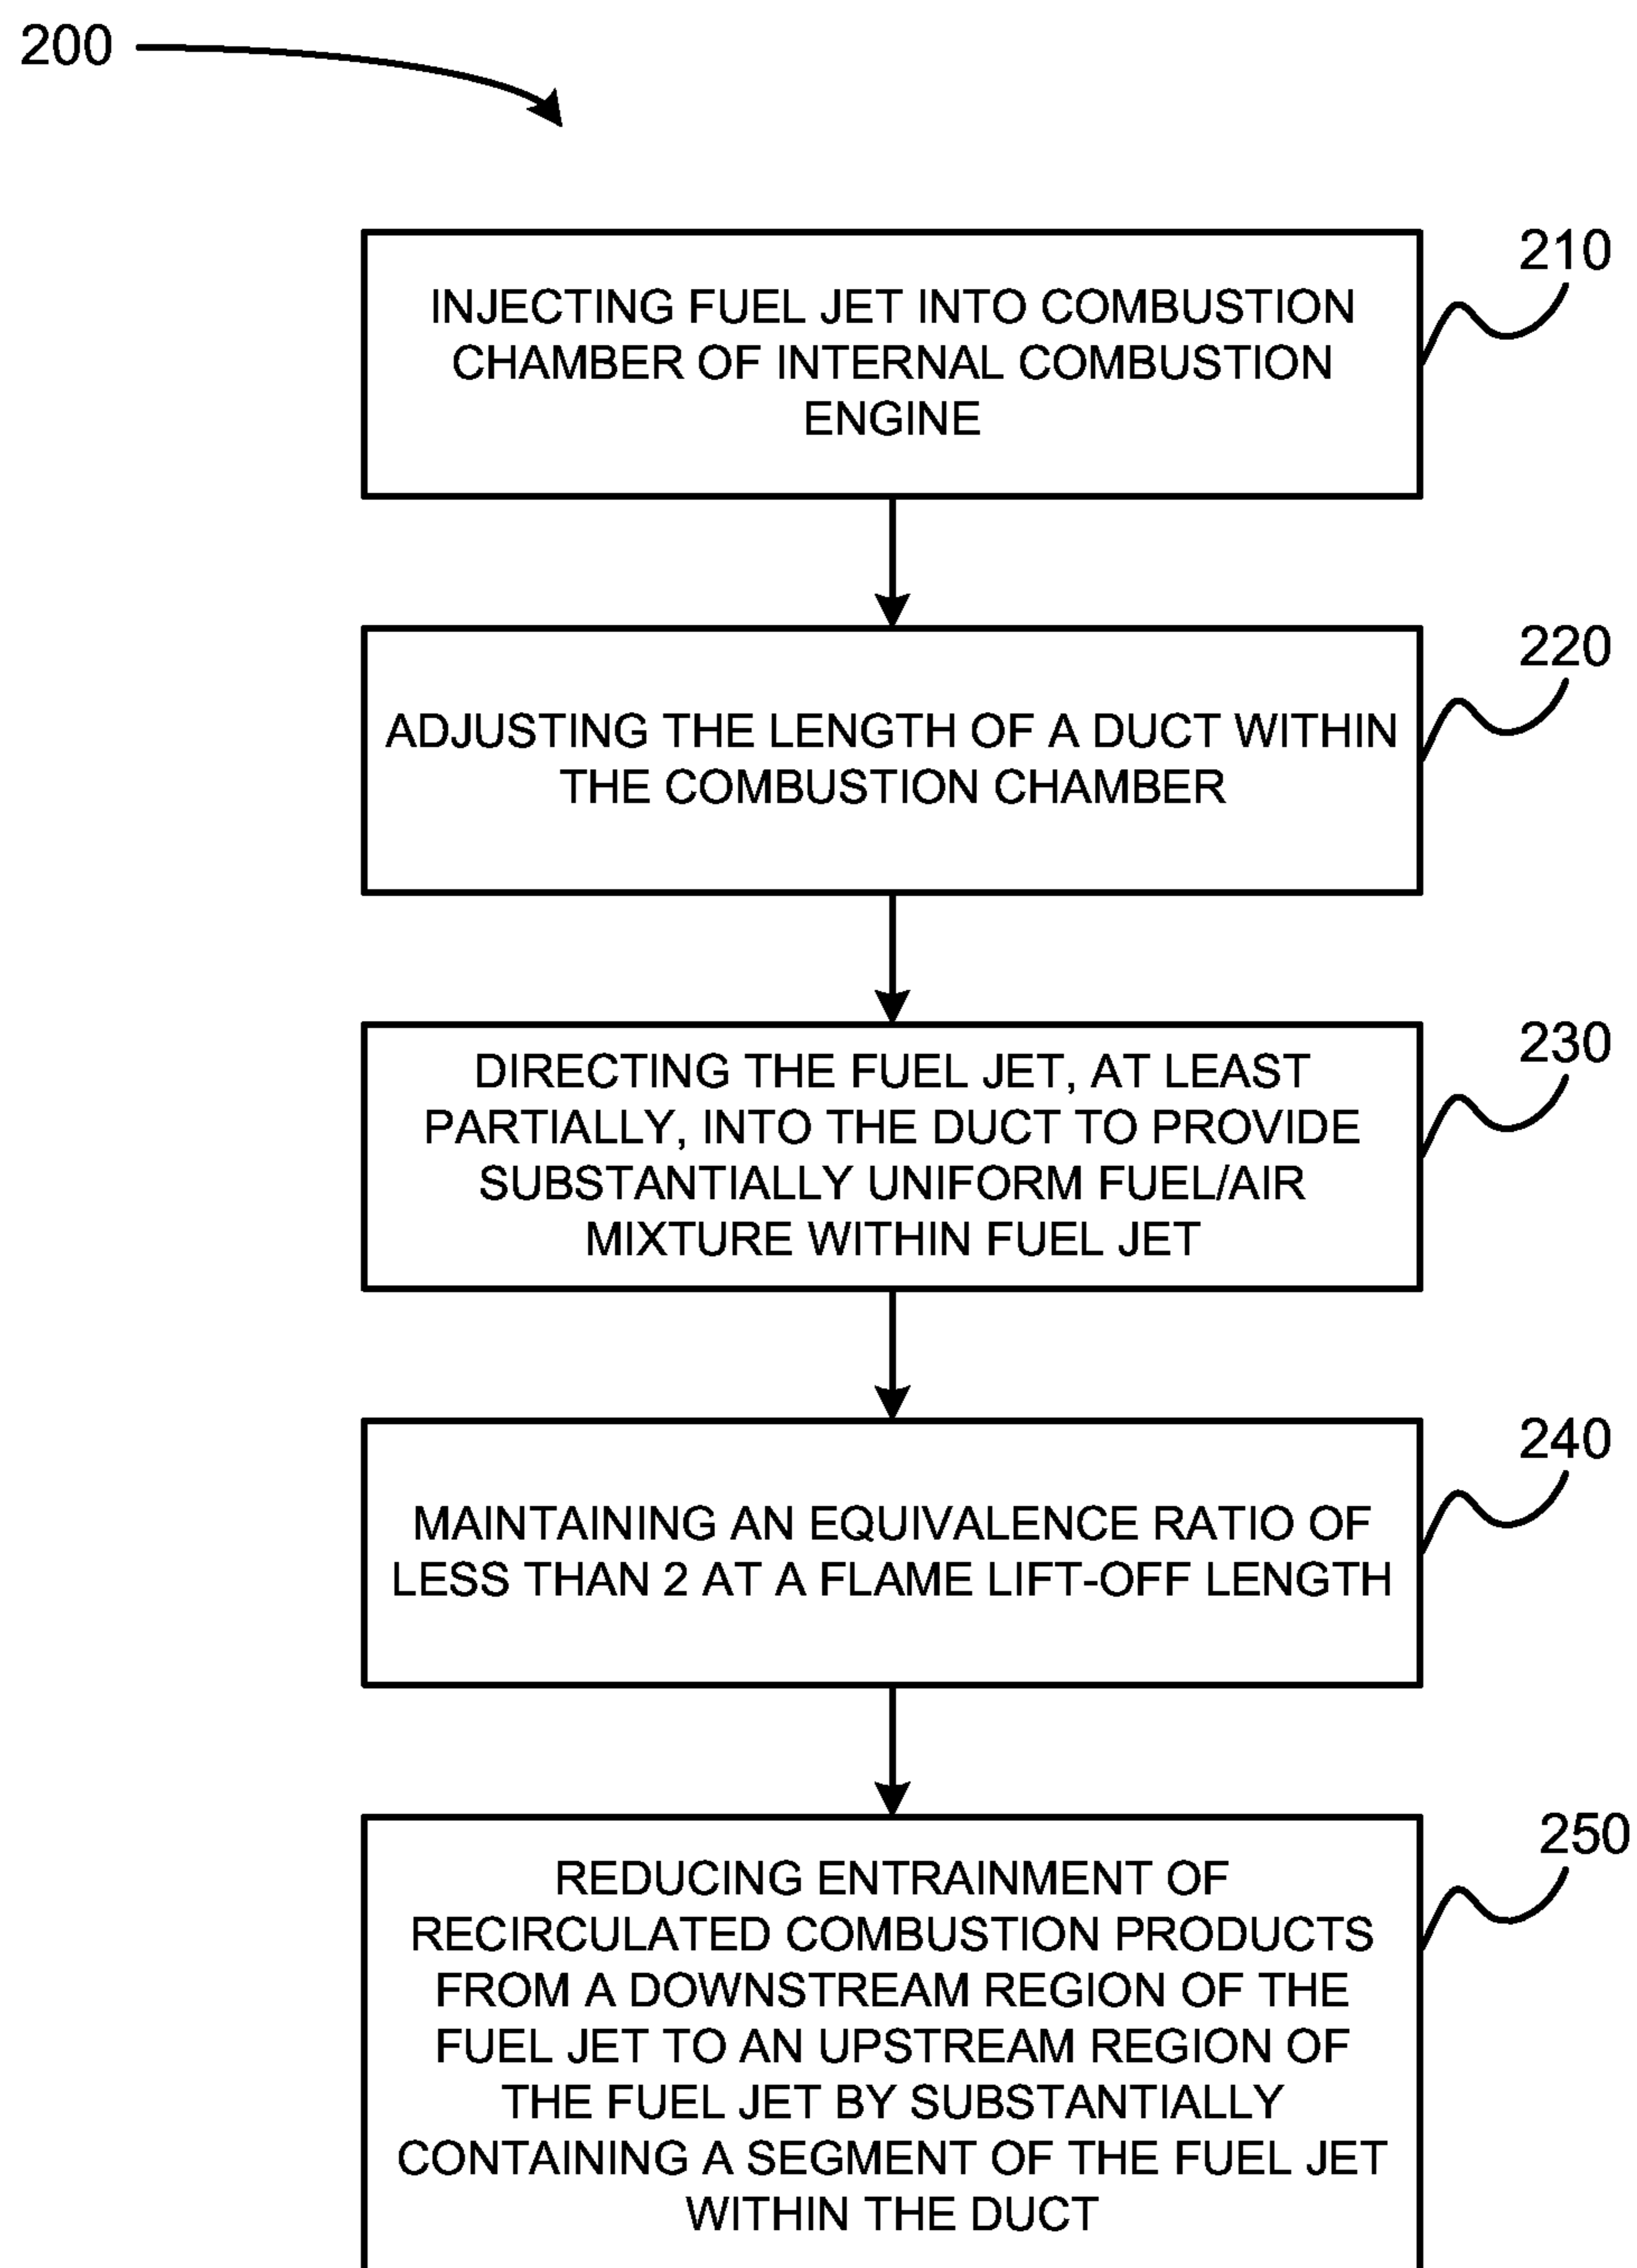 200
210
INJECTING FUEL JET INTO COMBUSTION
CHAMBER OF INTERNAL COMBUSTION
ENGINE
220
ADJUSTING THE LENGTH OF A DUCT WITHIN
THE COMBUSTION CHAMBER
230
DIRECTING THE FUEL JET, AT LEAST
PARTIALLY, INTO THE DUCT TO PROVIDE
SUBSTANTIALLY UNIFORM FUEL/AIR
MIXTURE WITHIN FUEL JET
240
MAINTAINING AN EQUIVALENCE RATIO OF
LESS THAN 2 AT A FLAME LIFT-OFF LENGTH
250
REDUCING ENTRAINMENT OF
RECIRCULATED COMBUSTION PRODUCTS
FROM A DOWNSTREAM REGION OF THE
FUEL JET TO AN UPSTREAM REGION OF
THE FUEL JET BY SUBSTANTIALLY
CONTAINING A SEGMENT OF THE FUEL JET
WITHIN THE DUCT